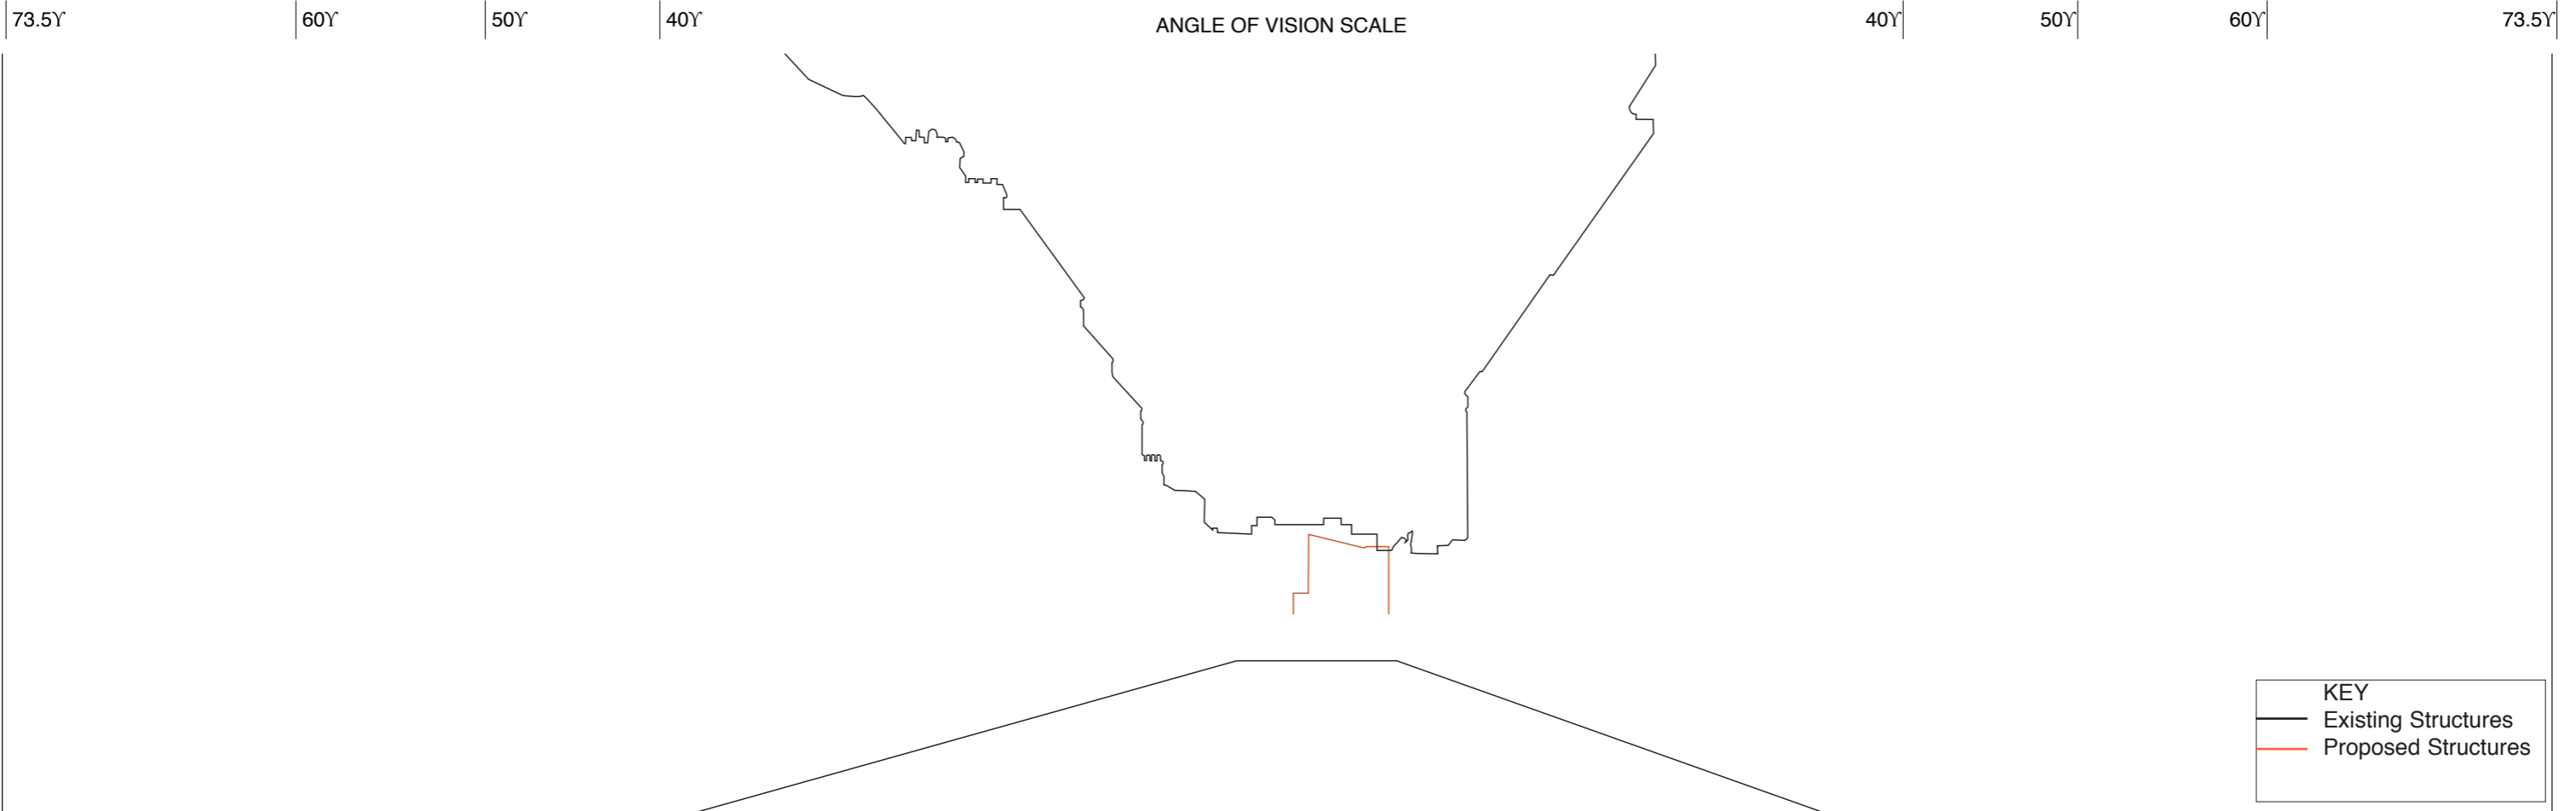 73.5ϒ 60ϒ 50ϒ 40ϒ ANGLE OF VISION SCALE 40ϒ 50ϒ 60ϒ 73.5ϒ
KEY
Existing Structures
Proposed Structures